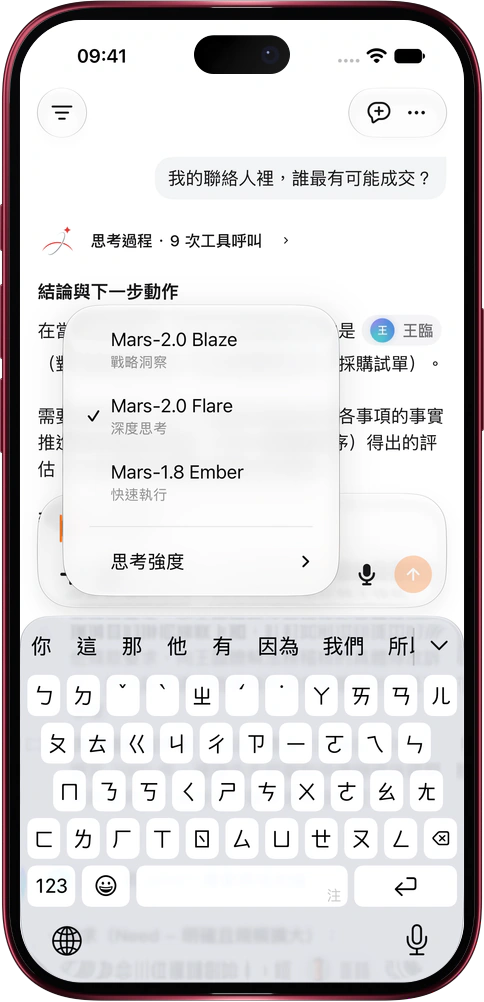 09:41
我的聯絡人裡，誰最有可能成交？
思考過程 · 9 次工具呼叫
結論與下一步動作
是 王 王臨
採購試單）。
需要
各事項的事實
推進
序）得出的評
估
Mars-2.0 Blaze
戰略洞察
Mars-2.0 Flare
深度思考
Mars-1.8 Ember
快速執行
思考強度
你 這 那 他 有 因為 我們
ㄅ ㄉ ˇ ˋ ㄓ ˊ ˙ ㄚ ㄞ ㄢ ㄦ
ㄆ ㄊ ㄍ ㄐ ㄔ ㄗ ㄧ ㄛ ㄟ ㄣ
ㄇ ㄋ ㄎ ㄑ ㄕ ㄘ ㄨ ㄜ ㄠ ㄤ
ㄈ ㄌ ㄏ ㄒ ㄖ ㄙ ㄩ ㄝ ㄡ ㄥ
123 注